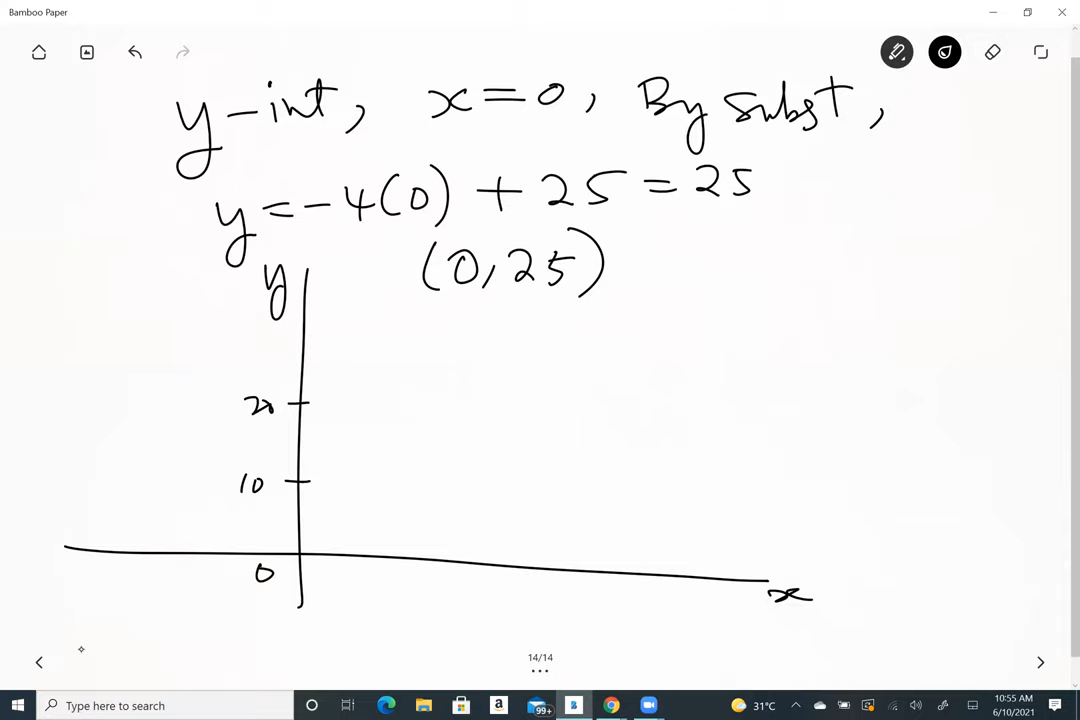 Bamboo Paper
y-int, x=0, By subst,
y=-4(0) + 25 = 25
(0,25)
y
20
10
0
x
14/14
Type here to search
a
99+
31°C
10:55 AM
6/10/2021